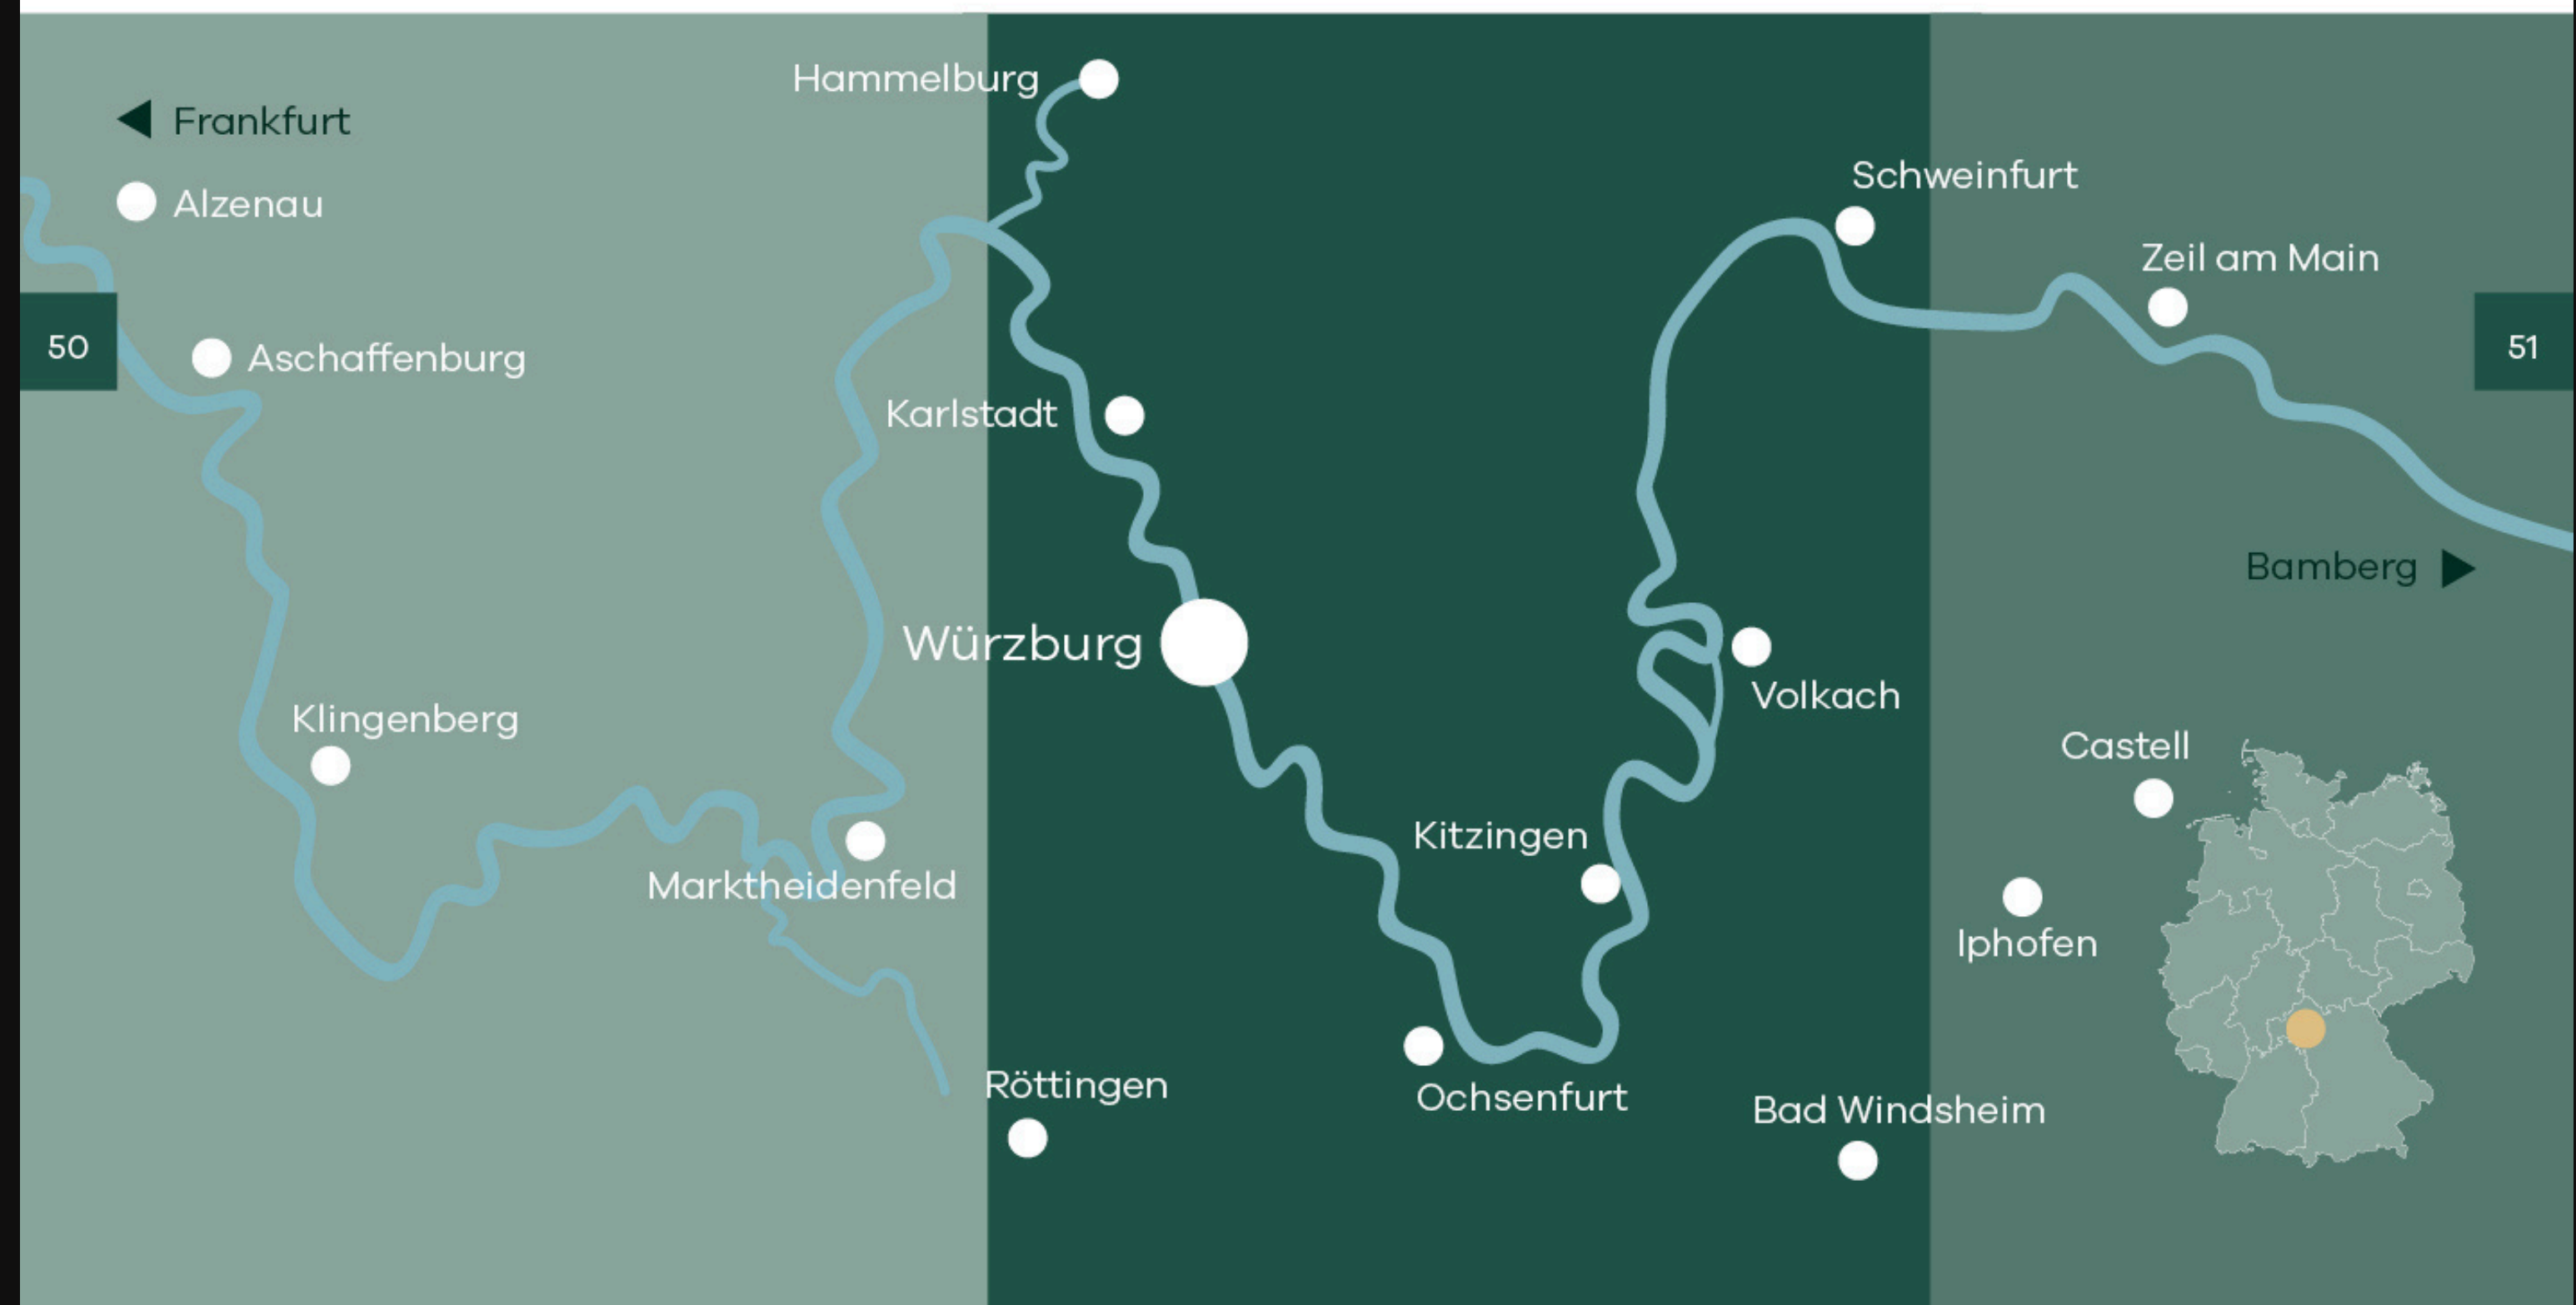 Hammelburg
Frankfurt
Schweinfurt
Alzenau
Zeil am Main
50
51
Aschaffenburg
Karlstadt
Bamberg
Würzburg
Volkach
Klingenberg
Castell
Kitzingen
Marktheidenfeld
Iphofen
Röttingen
Ochsenfurt
Bad Windsheim